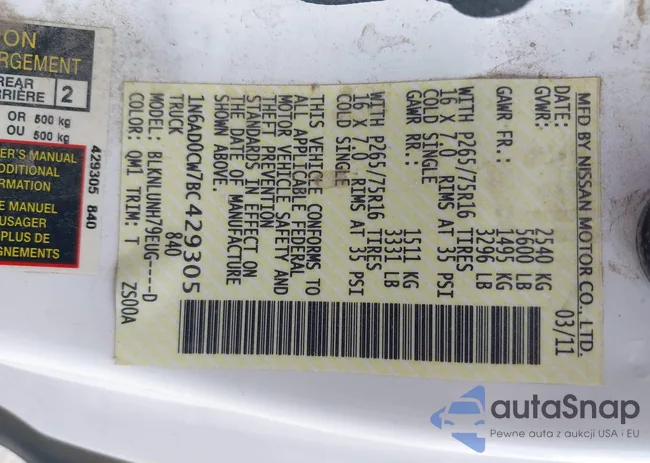 ON
RGEMENT
REAR
RRIÈRE 2
OR 500 kg
OU 500 kg
R'S MANUAL
DDITIONAL
RMATION
E MANUEL
USAGER
PLUS DE
GNEMENTS
429305 840
MFD BY NISSAN MOTOR CO., LTD.
DATE: 03/11
GVWR: 2540 KG
5600 LB
GAWR FR.: 1495 KG
3296 LB
WITH P265/75R16 TIRES
16 X 7.0 RIMS AT 35 PSI
COLD SINGLE
GAWR RR.: 1511 KG
3331 LB
WITH P265/75R16 TIRES
16 X 7.0 RIMS AT 35 PSI
COLD SINGLE
THIS VEHICLE CONFORMS TO
ALL APPLICABLE FEDERAL
MOTOR VEHICLE SAFETY AND
THEFT PREVENTION
STANDARDS IN EFFECT ON
THE DATE OF MANUFACTURE
SHOWN ABOVE.
1N6AD0CW7BC429305
TRUCK 840
MODEL: BLKNLUNH79EUG----D
COLOR: QM1 TRIM: T ZS00A
autoSnap
Pewne auta z aukcji USA i EU